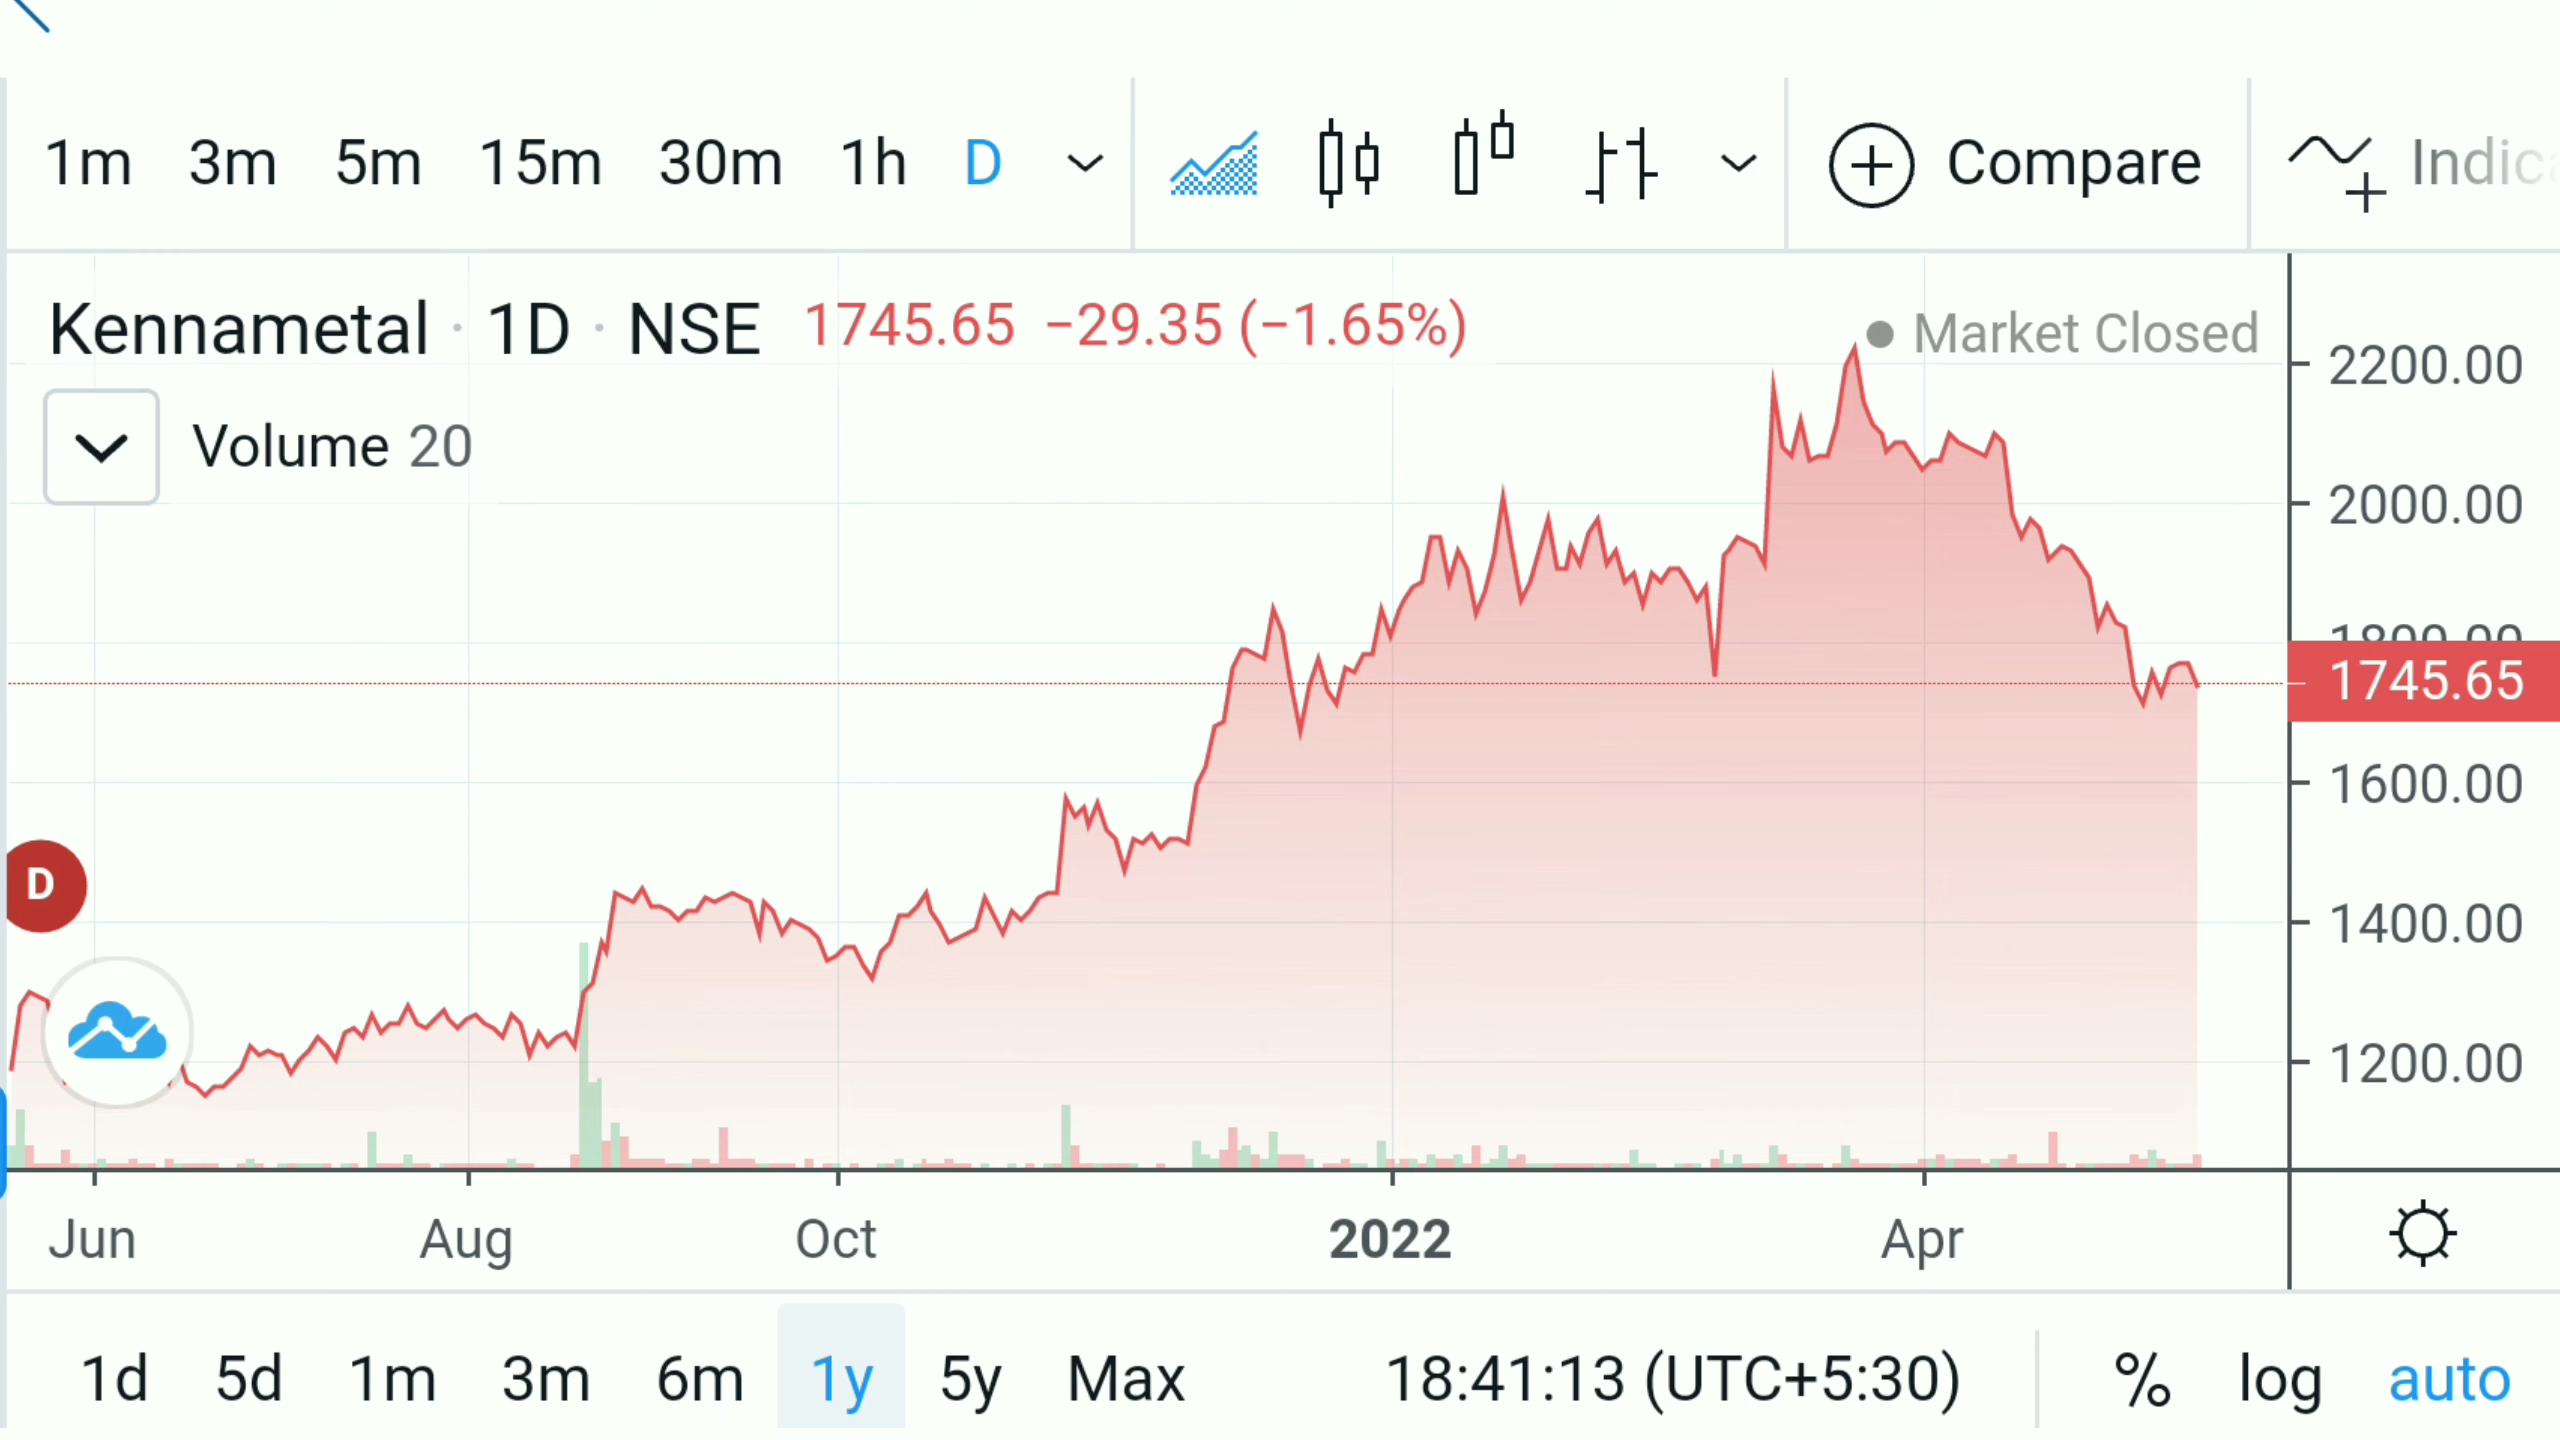 1m 3m 5m 15m 30m 1h D Compare
Kennametal · 1D · NSE 1745.65 −29.35 (−1.65%) Market Closed
2200.00
Volume 20
2000.00
1800.00
1745.65
1600.00
D
1400.00
1200.00
Jun Aug Oct 2022 Apr
1d 5d 1m 3m 6m 1y 5y Max 18:41:13 (UTC+5:30) % log auto